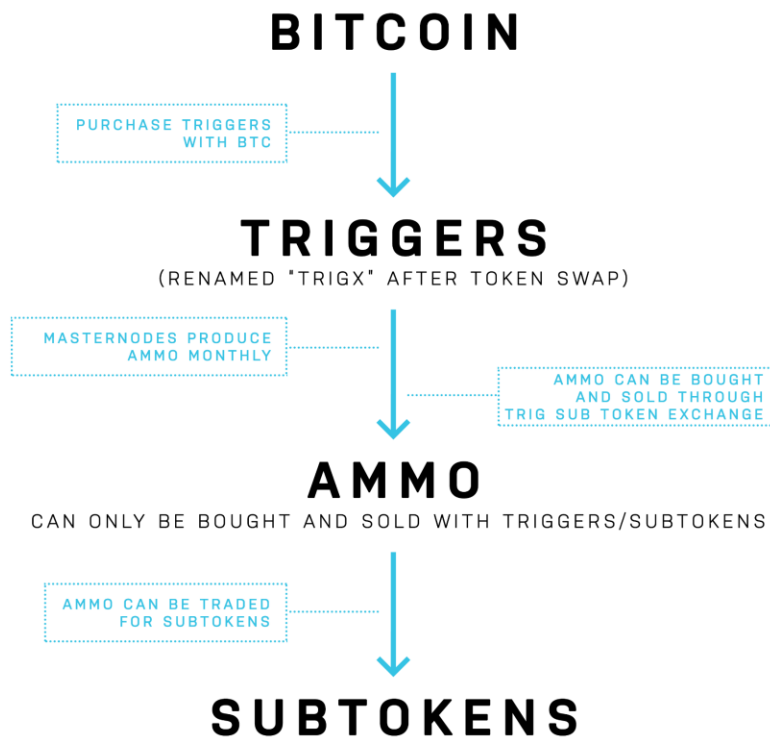 BITCOIN
PURCHASE TRIGGERS
WITH BTC
TRIGGERS
(RENAMED "TRIGX" AFTER TOKEN SWAP)
MASTERNODES PRODUCE
AMMO MONTHLY
AMMO CAN BE BOUGHT
AND SOLD THROUGH
TRIG SUB TOKEN EXCHANGE
AMMO
CAN ONLY BE BOUGHT AND SOLD WITH TRIGGERS/SUBTOKENS
AMMO CAN BE TRADED
FOR SUBTOKENS
SUBTOKENS